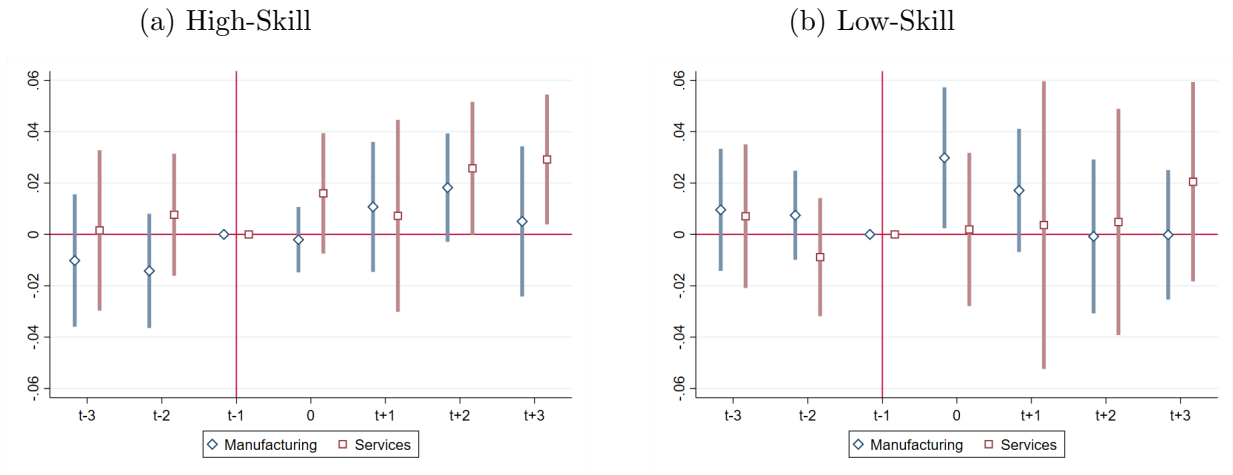 (a) High-Skill
(b) Low-Skill
.06
.04
.02
0
-.02
-.04
-.06
t-3 t-2 t-1 0 t+1 t+2 t+3
Manufacturing Services
.06
.04
.02
0
-.02
-.04
-.06
t-3 t-2 t-1 0 t+1 t+2 t+3
Manufacturing Services